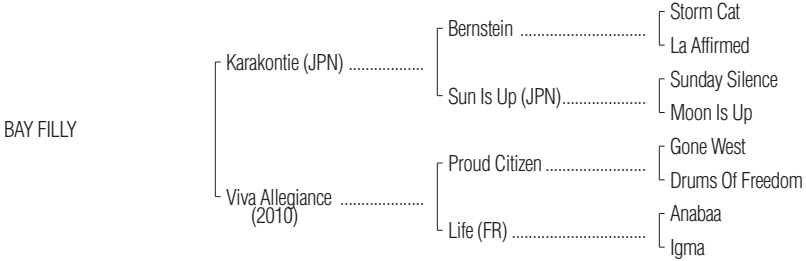 Storm Cat
Bernstein ..............................
La Affirmed
Karakontie (JPN) ..................
Sunday Silence
Sun Is Up (JPN)....................
Moon Is Up
BAY FILLY
Gone West
Proud Citizen ........................
Drums Of Freedom
Viva Allegiance ....................
(2010)
Anabaa
Life (FR) ................................
Igma